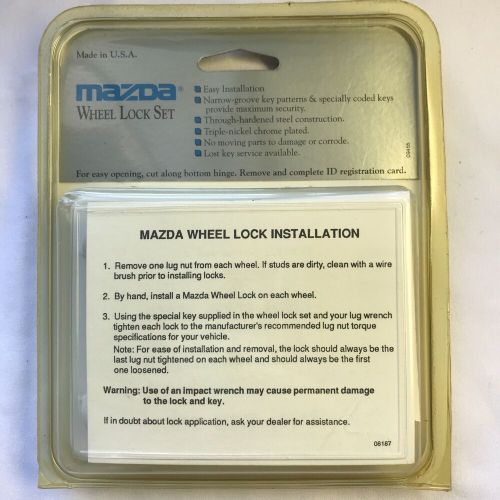 Made in U.S.A.
mazda®
WHEEL LOCK SET
Easy Installation
Narrow-groove key patterns & specially coded keys
provide maximum security.
Through-hardened steel construction.
Triple-nickel chrome plated.
No moving parts to damage or corrode.
Lost key service available.
For easy opening, cut along bottom hinge. Remove and complete ID registration card.
MAZDA WHEEL LOCK INSTALLATION
1. Remove one lug nut from each wheel. If studs are dirty, clean with a wire
brush prior to installing locks.
2. By hand, install a Mazda Wheel Lock on each wheel.
3. Using the special key supplied in the wheel lock set and your lug wrench
tighten each lock to the manufacturer's recommended lug nut torque
specifications for your vehicle.
Note: For ease of installation and removal, the lock should always be the
last lug nut tightened on each wheel and should always be the first
one loosened.
Warning: Use of an impact wrench may cause permanent damage
to the lock and key.
If in doubt about lock application, ask your dealer for assistance.
08187